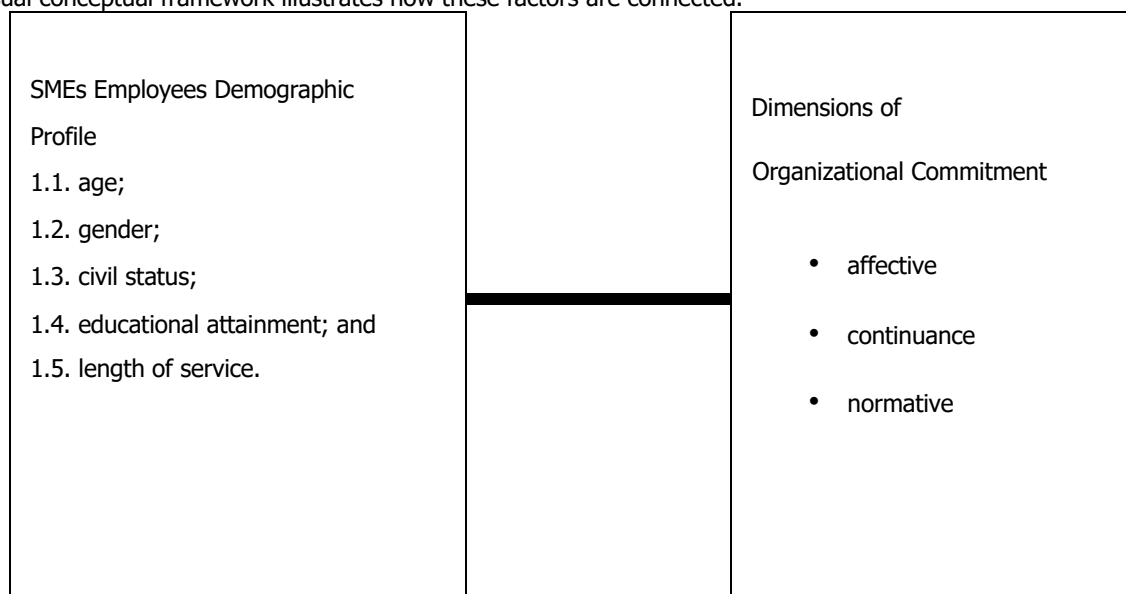 ual conceptual framework illustrates how these factors are connected.
SMEs Employees Demographic
Profile
1.1. age;
1.2. gender;
1.3. civil status;
1.4. educational attainment; and
1.5. length of service.
Dimensions of
Organizational Commitment
• affective
• continuance
• normative